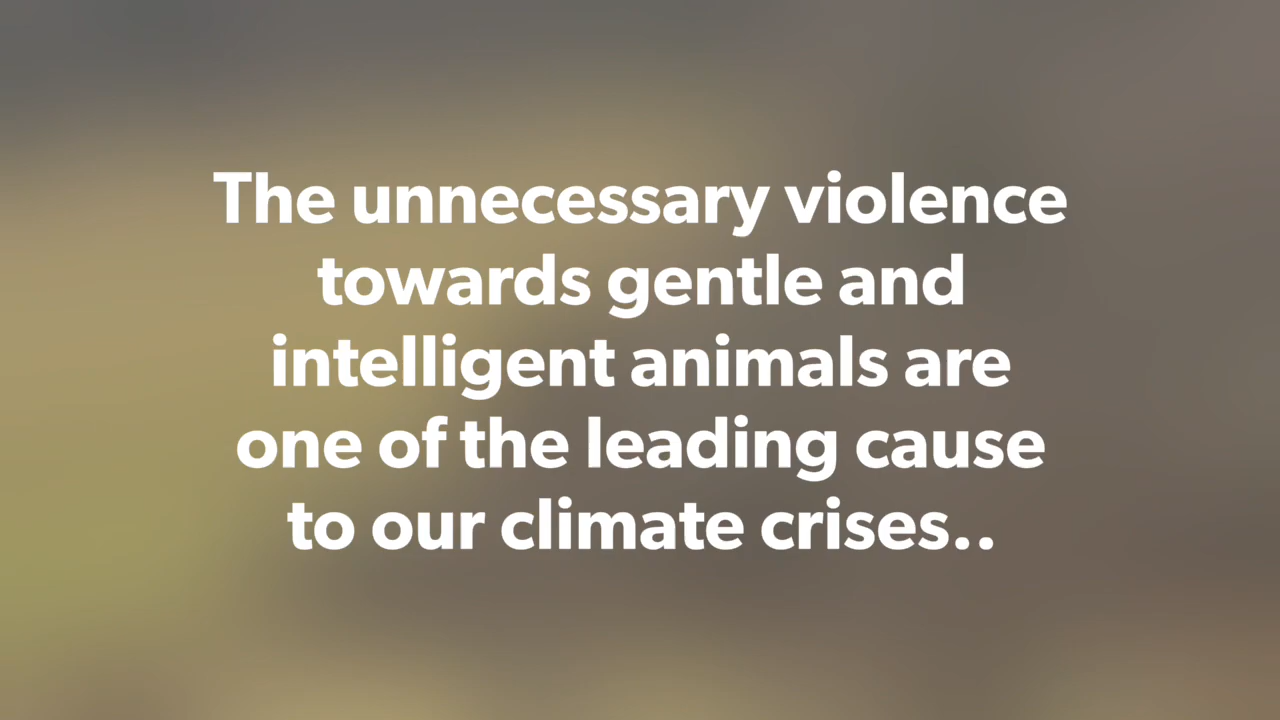 The unnecessary violence
towards gentle and
intelligent animals are
one of the leading cause
to our climate crises..